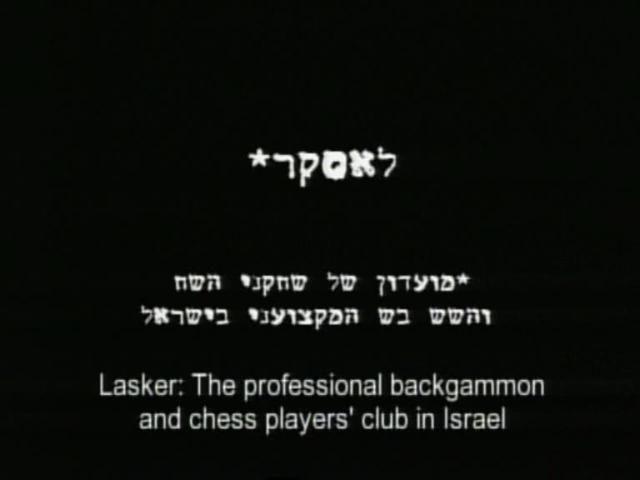 לאסקר*
*מועדון של שחקני השח
והשש בש המקצועני בישראל
Lasker: The professional backgammon
and chess players' club in Israel